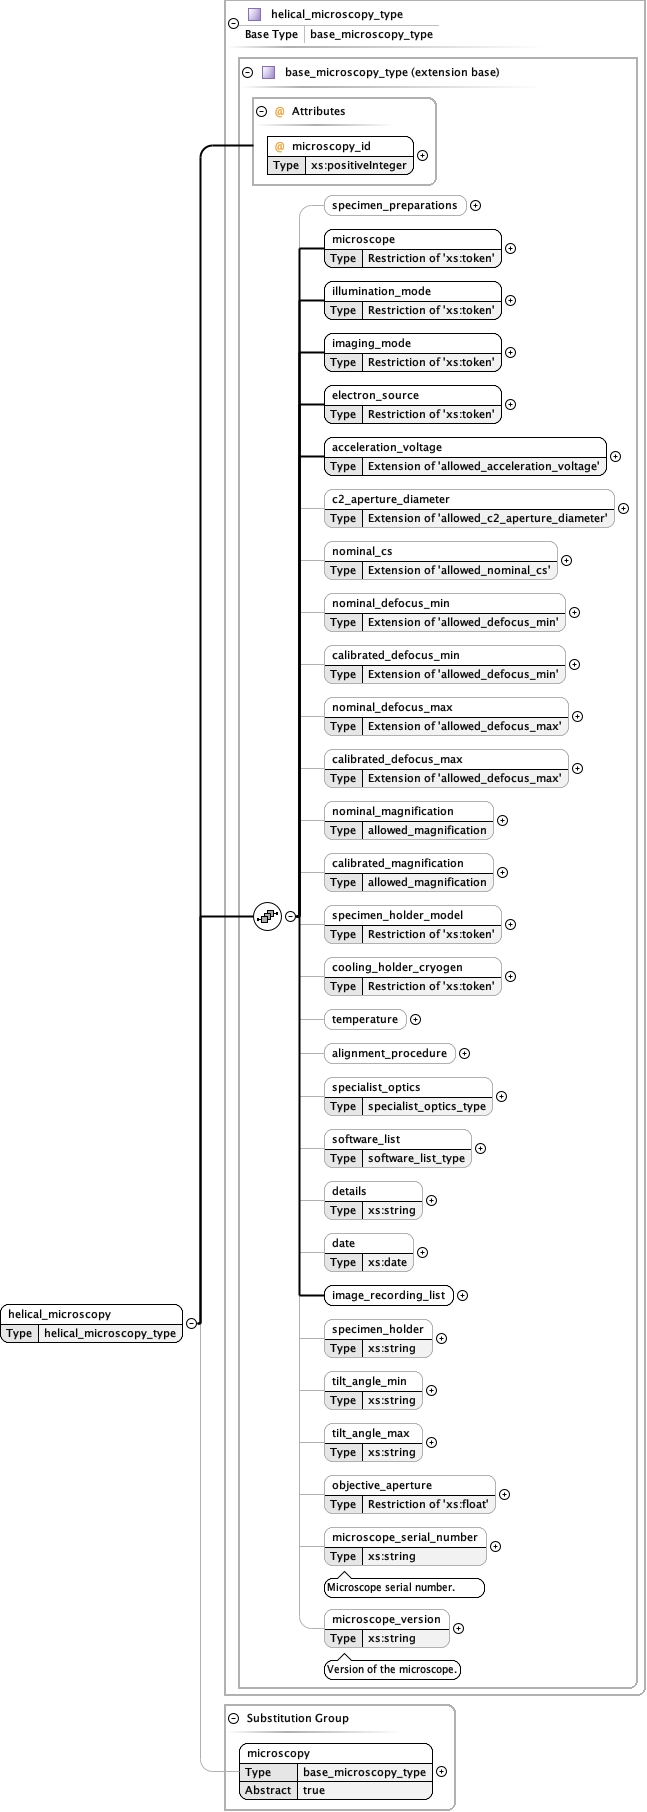 helical_microscopy_type
Base Type base_microscopy_type
base_microscopy_type (extension base)
@ Attributes
@ microscopy_id
Type xs:positiveInteger
specimen_preparations
microscope
Type Restriction of 'xs:token'
illumination_mode
Type Restriction of 'xs:token'
imaging_mode
Type Restriction of 'xs:token'
electron_source
Type Restriction of 'xs:token'
acceleration_voltage
Type Extension of 'allowed_acceleration_voltage'
c2_aperture_diameter
Type Extension of 'allowed_c2_aperture_diameter'
nominal_cs
Type Extension of 'allowed_nominal_cs'
nominal_defocus_min
Type Extension of 'allowed_defocus_min'
calibrated_defocus_min
Type Extension of 'allowed_defocus_min'
nominal_defocus_max
Type Extension of 'allowed_defocus_max'
calibrated_defocus_max
Type Extension of 'allowed_defocus_max'
nominal_magnification
Type allowed_magnification
calibrated_magnification
Type allowed_magnification
specimen_holder_model
Type Restriction of 'xs:token'
cooling_holder_cryogen
Type Restriction of 'xs:token'
temperature
alignment_procedure
specialist_optics
Type specialist_optics_type
software_list
Type software_list_type
details
Type xs:string
date
Type xs:date
image_recording_list
helical_microscopy
Type helical_microscopy_type
specimen_holder
Type xs:string
tilt_angle_min
Type xs:string
tilt_angle_max
Type xs:string
objective_aperture
Type Restriction of 'xs:float'
microscope_serial_number
Type xs:string
Microscope serial number.
microscope_version
Type xs:string
Version of the microscope.
Substitution Group
microscopy
Type base_microscopy_type
Abstract true